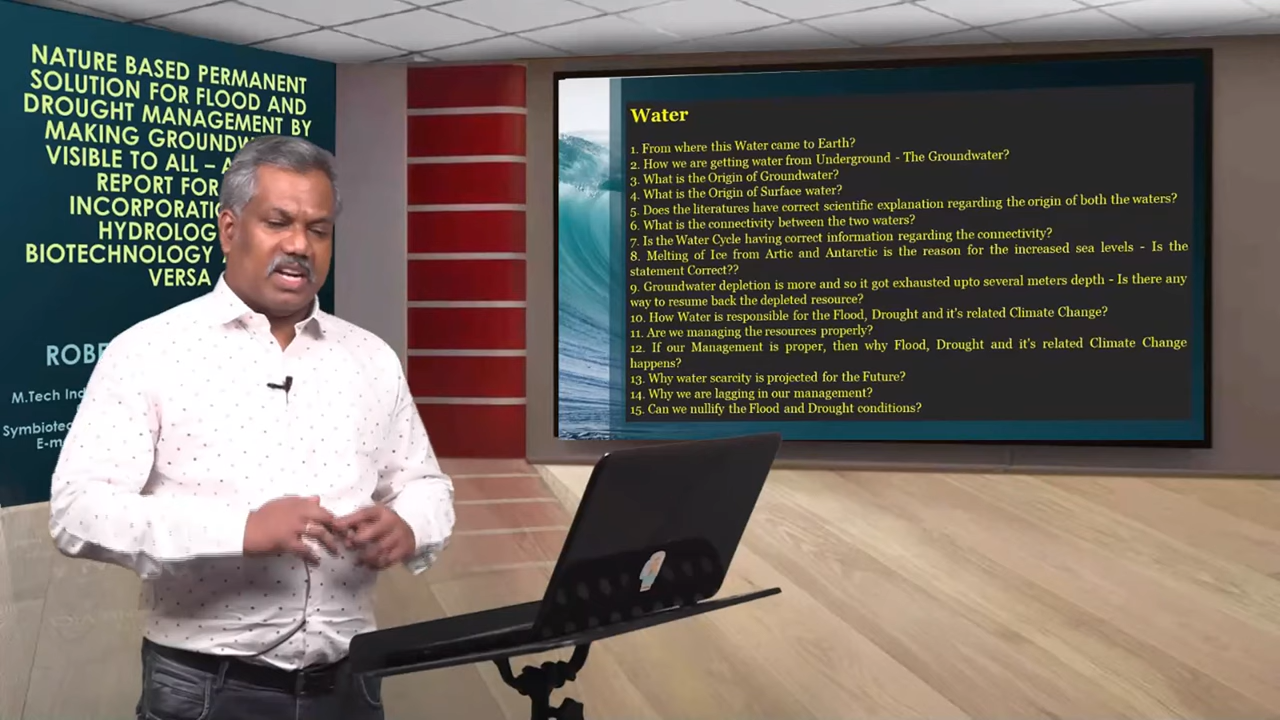 NATURE BASED PERMANENT
SOLUTION FOR FLOOD AND
DROUGHT MANAGEMENT BY
MAKING
VISIBLE TO ALL –
REPORT FOR
HYDROLOG
BIOTECHNOLOGY
VERSA
M.Tech
Water
1. From where this Water came to Earth?
2. How we are getting water from Underground - The Groundwater?
3. What is the Origin of Groundwater?
4. What is the Origin of Surface water?
5. Does the literatures have correct scientific explanation regarding the origin of both the waters?
6. What is the connectivity between the two waters?
7. Is the Water Cycle having correct information regarding the connectivity?
8. Melting of Ice from Artic and Antarctic is the reason for the increased sea levels - Is the
statement Correct??
9. Groundwater depletion is more and so it got exhausted upto several meters depth - Is there any
way to resume back the depleted resource?
10. How Water is responsible for the Flood, Drought and it's related Climate Change?
11. Are we managing the resources properly?
12. If our Management is proper, then why Flood, Drought and it's related Climate Change
happens?
13. Why water scarcity is projected for the Future?
14. Why we are lagging in our management?
15. Can we nullify the Flood and Drought conditions?